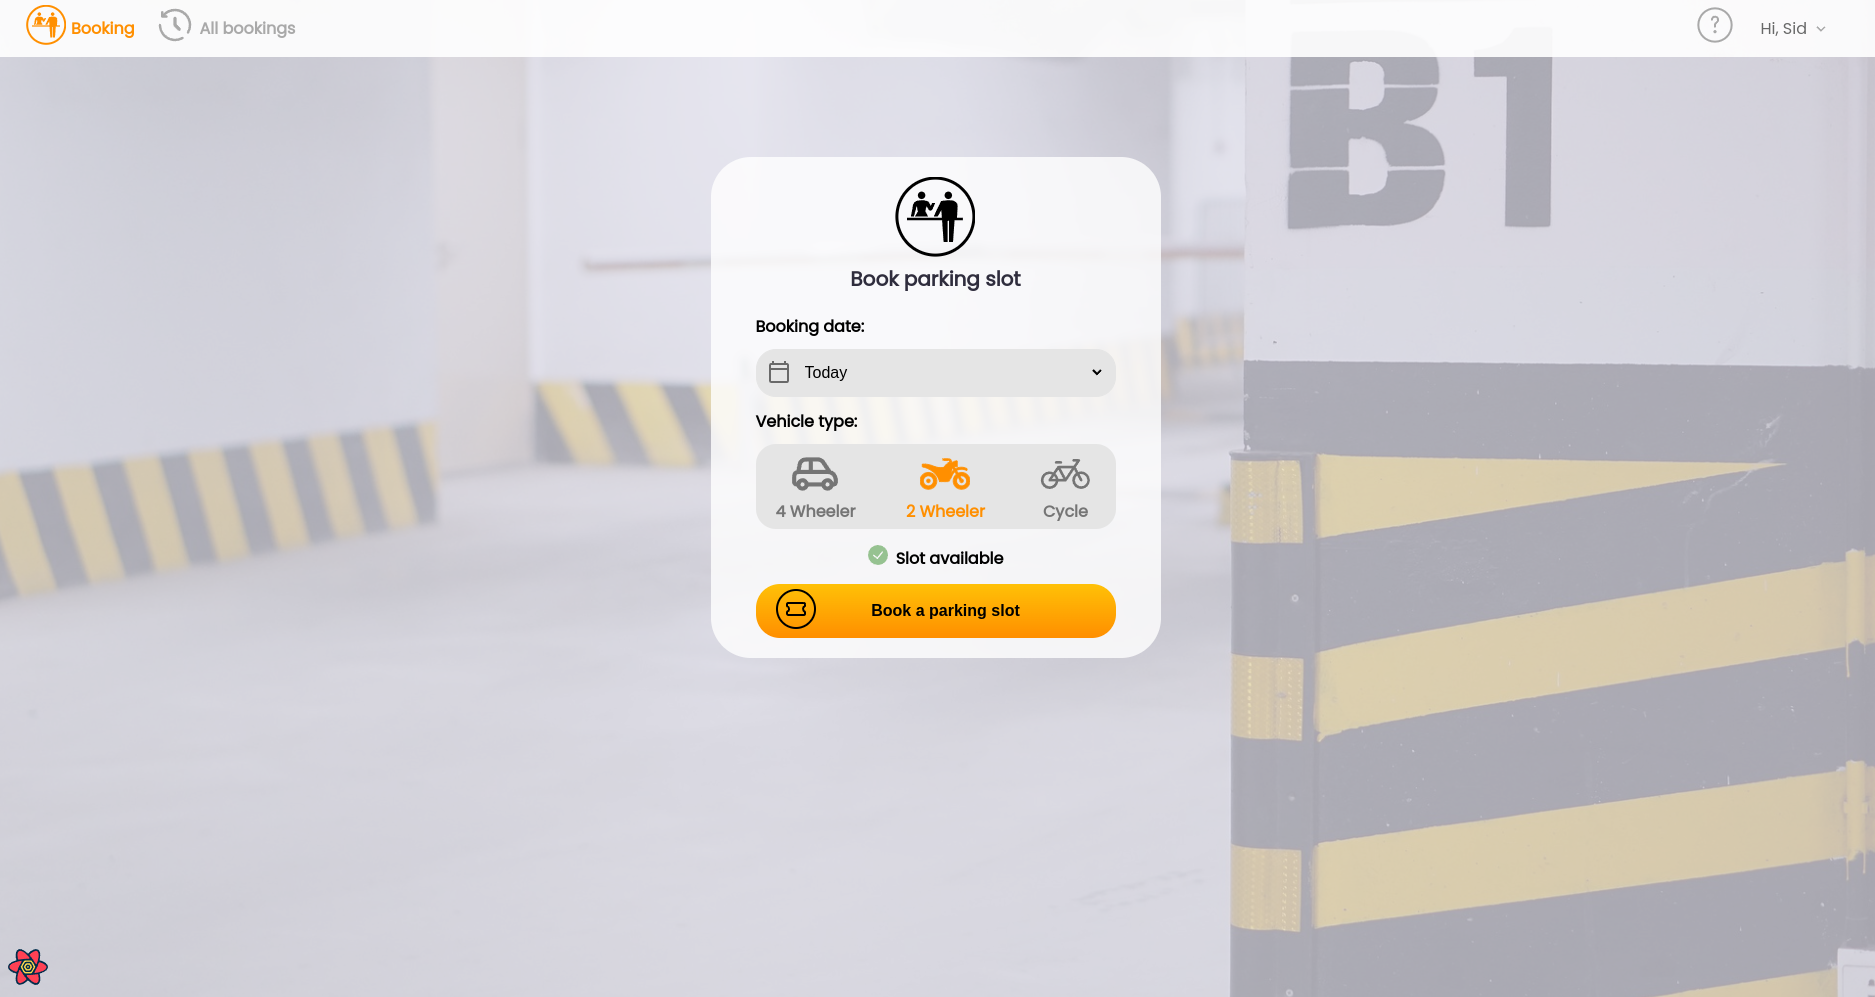 Booking
All bookings
?
Hi, Sid
B1
Book parking slot
Booking date:
Today
Vehicle type:
4 Wheeler
2 Wheeler
Cycle
Slot available
Book a parking slot